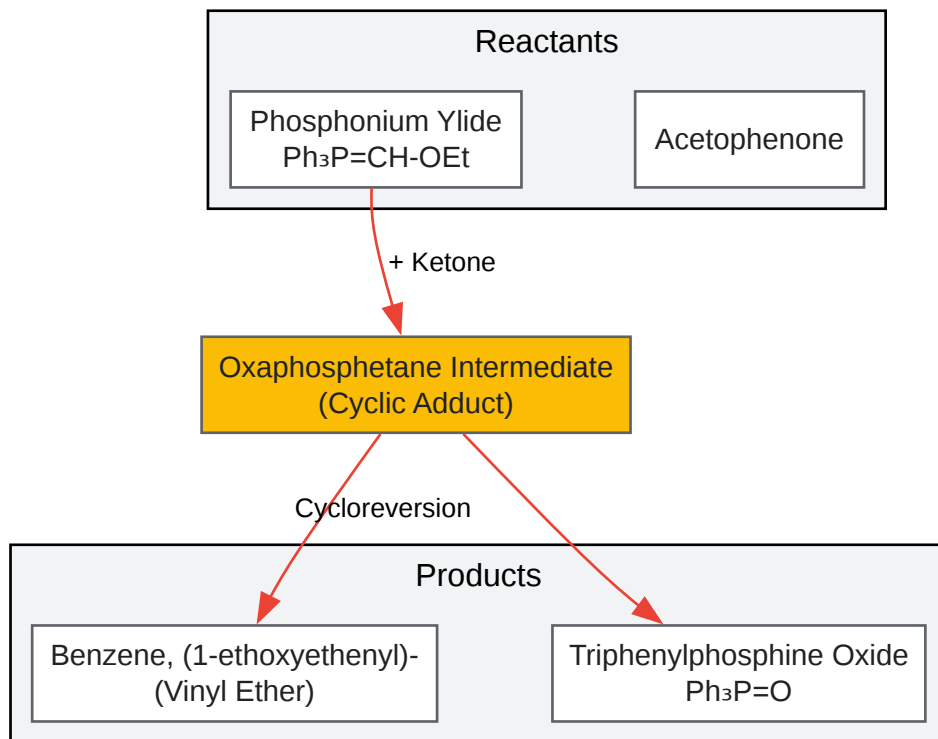 Reactants
Phosphonium Ylide
Ph₃P=CH-OEt
Acetophenone
+ Ketone
Oxaphosphetane Intermediate
(Cyclic Adduct)
Cycloreversion
Products
Benzene, (1-ethoxyethenyl)-
(Vinyl Ether)
Triphenylphosphine Oxide
Ph₃P=O